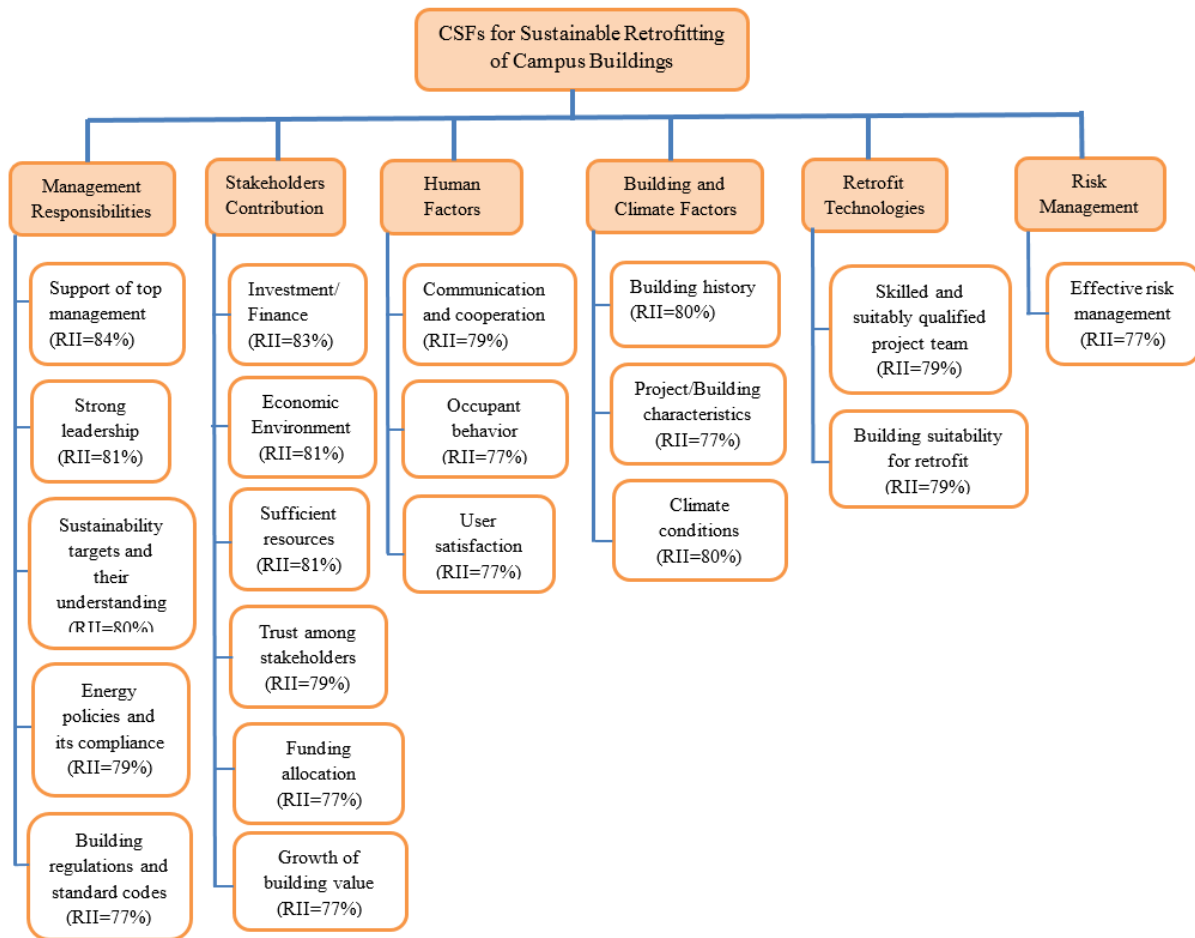 CSFs for Sustainable Retrofitting
of Campus Buildings
Management
Responsibilities
Support of top
management
(RII=84%)
Strong
leadership
(RII=81%)
Sustainability
targets and
their
understanding
(RII=80%)
Energy
policies and
its compliance
(RII=79%)
Building
regulations and
standard codes
(RII=77%)
Stakeholders
Contribution
Investment/
Finance
(RII=83%)
Economic
Environment
(RII=81%)
Sufficient
resources
(RII=81%)
Trust among
stakeholders
(RII=79%)
Funding
allocation
(RII=77%)
Growth of
building value
(RII=77%)
Human
Factors
Communication
and cooperation
(RII=79%)
Occupant
behavior
(RII=77%)
User
satisfaction
(RII=77%)
Building and
Climate Factors
Building history
(RII=80%)
Project/Building
characteristics
(RII=77%)
Climate
conditions
(RII=80%)
Retrofit
Technologies
Skilled and
suitably qualified
project team
(RII=79%)
Building suitability
for retrofit
(RII=79%)
Risk
Management
Effective risk
management
(RII=77%)